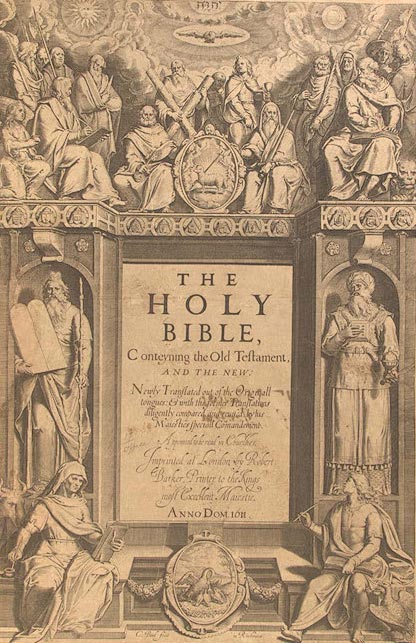 THE
HOLY
BIBLE,
Conteyning the Old Testament,
AND THE NEW:
Newly Translated out of the Originall
tongues: & with the former Translations
diligently compared and revised, by his
Maiesties speciall Comandement.
Appointed to be read in Churches.
Imprinted at London by Robert
Barker, Printer to the Kings
most Excellent Maiestie.
ANNO DOM. 1611